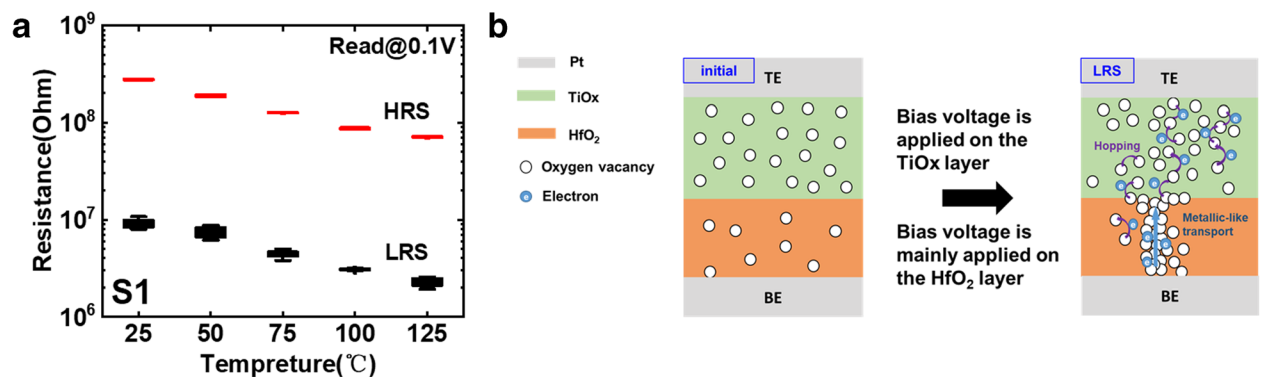 a
Resistance(Ohm)
10⁹
10⁸
10⁷
10⁶
Read@0.1V
HRS
LRS
S1
25 50 75 100 125
Tempreture(℃)
b
Pt
TiOx
HfO₂
Oxygen vacancy
e Electron
initial
TE
BE
Bias voltage is
applied on the
TiOx layer
Bias voltage is
mainly applied on
the HfO₂ layer
LRS
TE
Hopping
Metallic-like
transport
BE